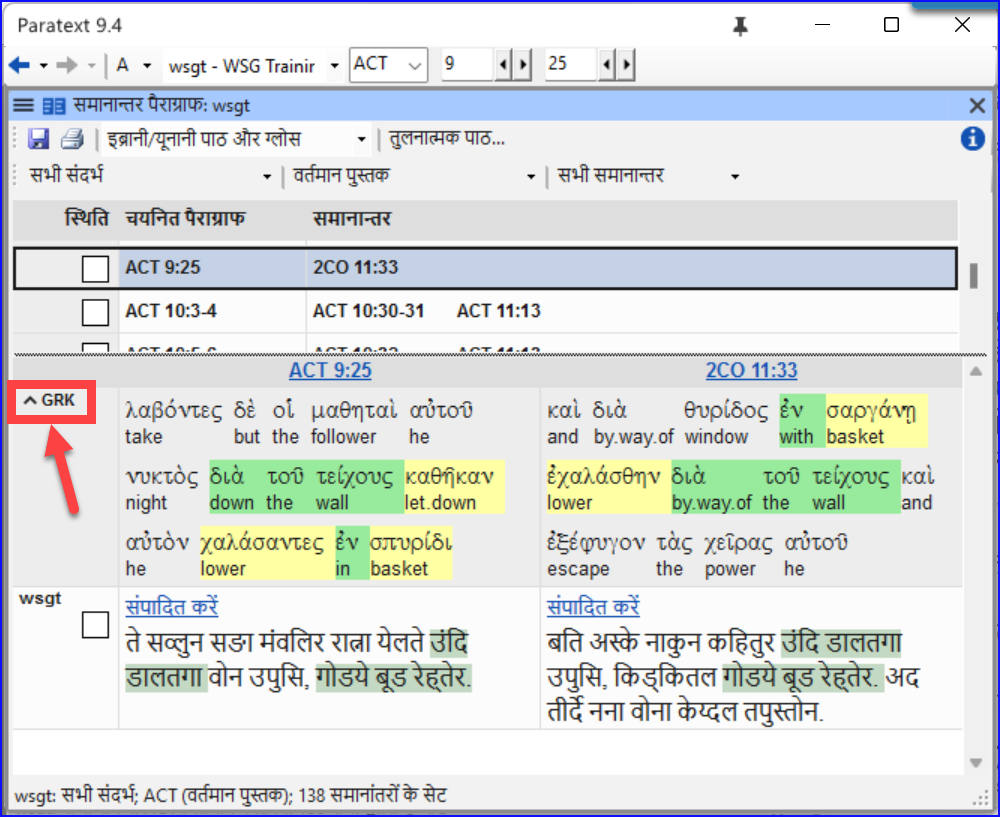 Paratext 9.4
A wsgt - WSG Trainir ACT 9 25
समानान्तर पैराग्राफ: wsgt
इब्रानी/यूनानी पाठ और ग्लोस तुलनात्मक पाठ...
सभी संदर्भ वर्तमान पुस्तक सभी समानान्तर
स्थिति चयनित पैराग्राफ समानान्तर
ACT 9:25 2CO 11:33
ACT 10:3-4 ACT 10:30-31 ACT 11:13
ACT 9:25 2CO 11:33
GRK
λαβόντες δὲ οἱ μαθηταὶ αὐτοῦ
take but the follower he
νυκτὸς διὰ τοῦ τείχους καθῆκαν
night down the wall let.down
αὐτὸν χαλάσαντες ἐν σπυρίδι
he lower in basket
καὶ διὰ θυρίδος ἐν σαργάνῃ
and by.way.of window with basket
ἐχαλάσθην διὰ τοῦ τείχους καὶ
lower by.way.of the wall and
ἐξέφυγον τὰς χεῖρας αὐτοῦ
escape the power he
wsgt
संपादित करें
ते सव्लुन सङा मंवलिर रात्ना येलते उंदि
डालतगा वोन उपुसि, गोडये बूड रेह्तेर.
संपादित करें
बति अस्के नाकुन कहितुर उंदि डालतगा
उपुसि, किड्कितल गोडये बूड रेह्तेर. अद
तीर्दे नना वोना केय्दल तपुस्तोन.
wsgt: सभी संदर्भ; ACT (वर्तमान पुस्तक); 138 समानांतरों के सेट